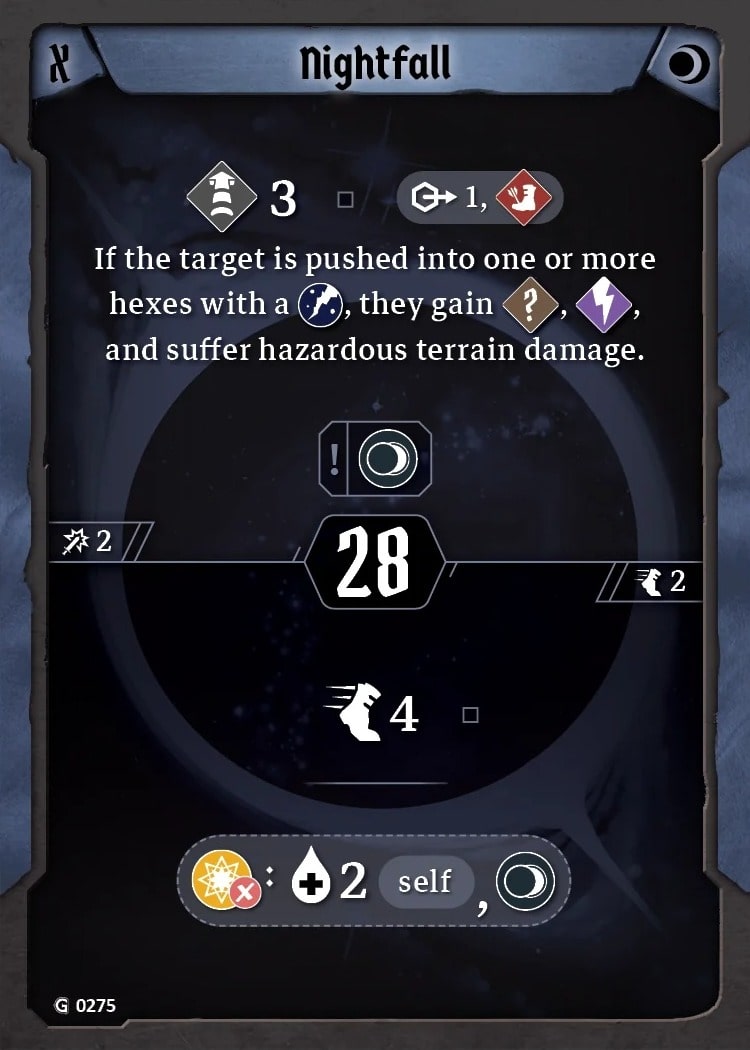 X
Nightfall
3
1,
If the target is pushed into one or more
hexes with a , they gain , ,
and suffer hazardous terrain damage.
!
2
28
2
4
: 2 self ,
G 0275